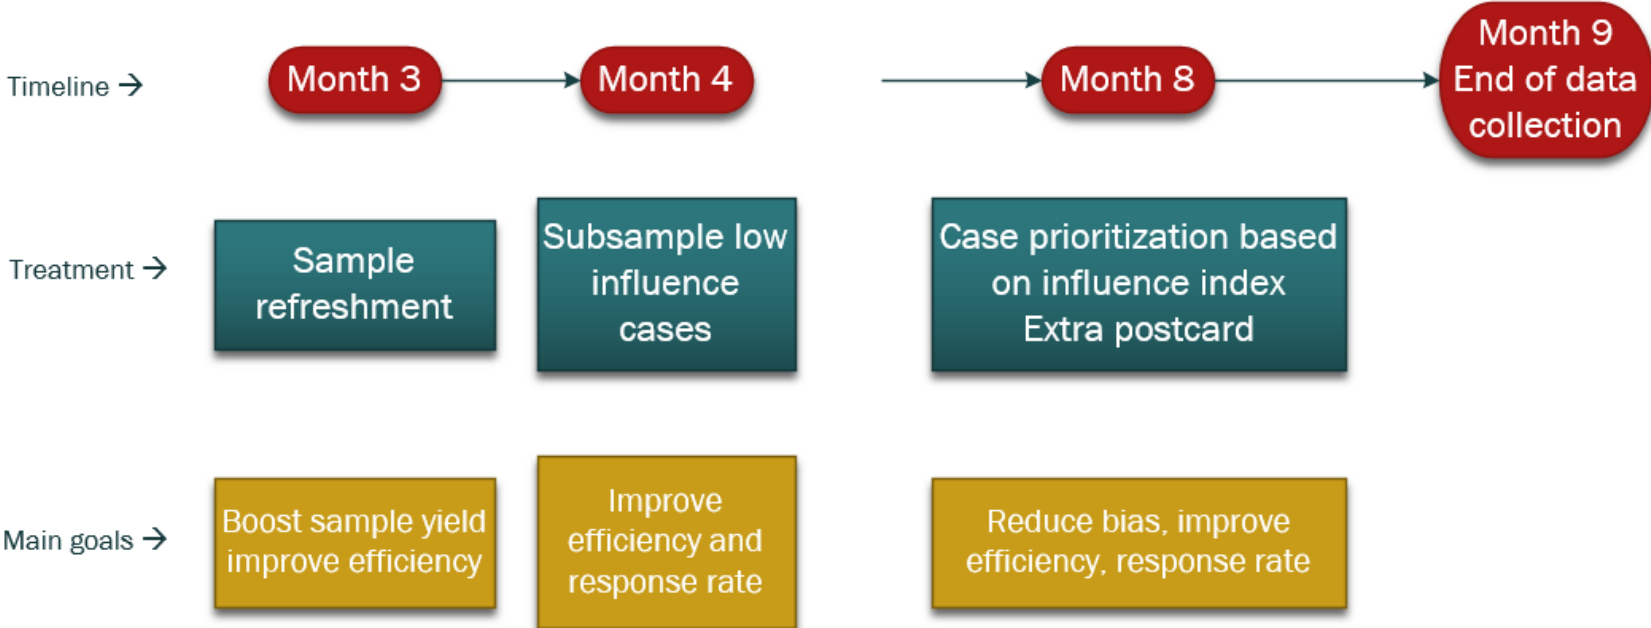 Timeline →
Month 3
Month 4
Month 8
Month 9
End of data
collection
Treatment →
Sample
refreshment
Subsample low
influence
cases
Case prioritization based
on influence index
Extra postcard
Main goals →
Boost sample yield
improve efficiency
Improve
efficiency and
response rate
Reduce bias, improve
efficiency, response rate